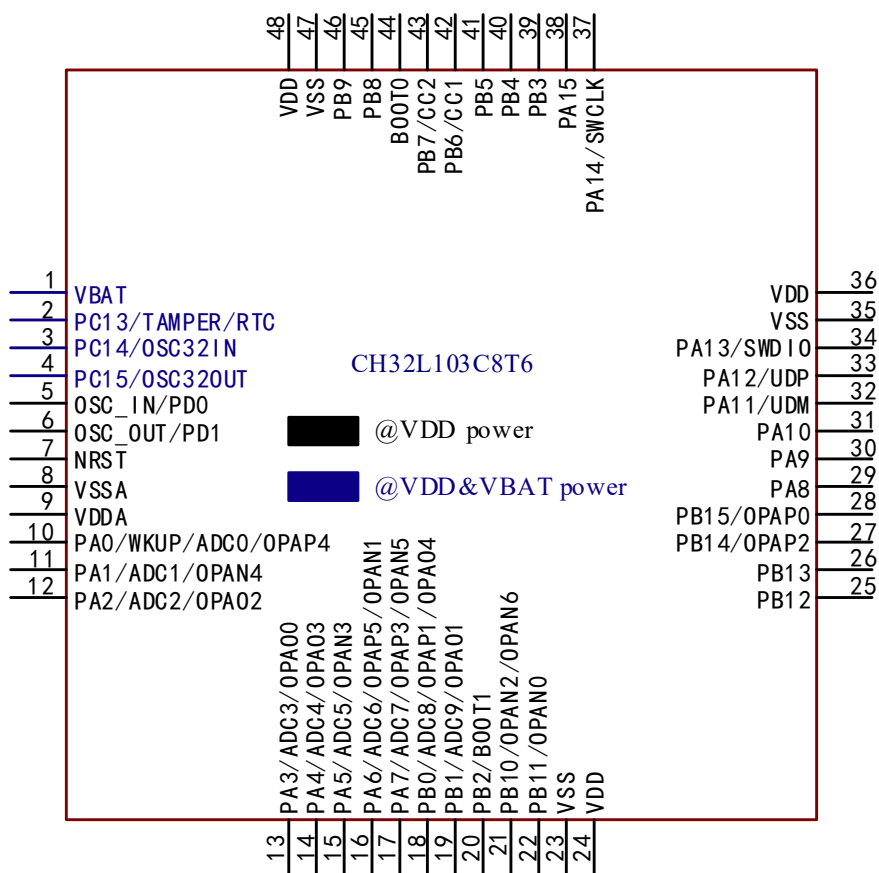 48 47 46 45 44 43 42 41 40 39 38 37
VDD
VSS
PB9
PB8
BOOT0
PB7/CC2
PB6/CC1
PB5
PB4
PB3
PA15
PA14/SWCLK
1 VBAT
2 PC13/TAMPER/RTC
3 PC14/OSC32IN
4 PC15/OSC32OUT
5 OSC_IN/PD0
6 OSC_OUT/PD1
7 NRST
8 VSSA
9 VDDA
10 PA0/WKUP/ADC0/OPAP4
11 PA1/ADC1/OPAN4
12 PA2/ADC2/OPAO2
CH32L103C8T6
@VDD power
@VDD&VBAT power
VDD 36
VSS 35
PA13/SWDIO 34
PA12/UDP 33
PA11/UDM 32
PA10 31
PA9 30
PA8 29
PB15/OPAP0 28
PB14/OPAP2 27
PB13 26
PB12 25
PA3/ADC3/OPAO0
PA4/ADC4/OPAO3
PA5/ADC5/OPAN3
PA6/ADC6/OPAP5/OPAN1
PA7/ADC7/OPAP3/OPAN5
PB0/ADC8/OPAP1/OPAO4
PB1/ADC9/OPAO1
PB2/BOOT1
PB10/OPAN2/OPAN6
PB11/OPAN0
VSS
VDD
13 14 15 16 17 18 19 20 21 22 23 24